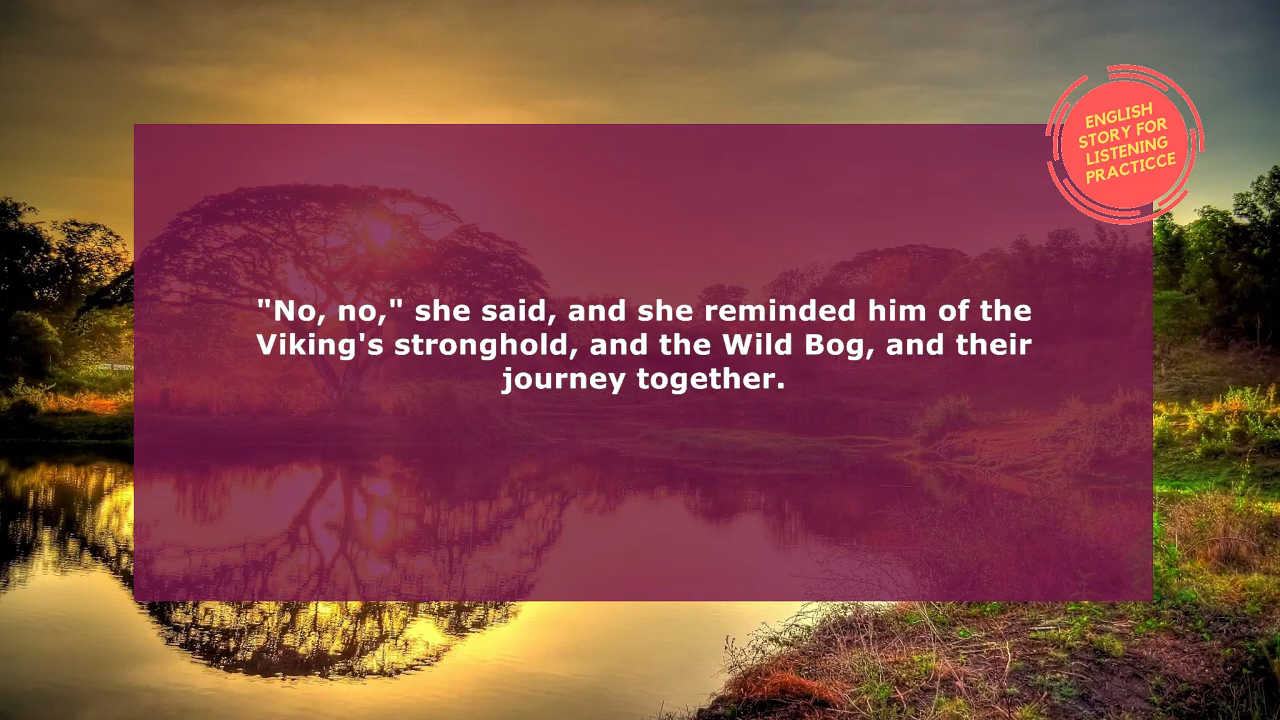 ENGLISH
STORY FOR
LISTENING
PRACTICCE
"No, no," she said, and she reminded him of the
Viking's stronghold, and the Wild Bog, and their
journey together.